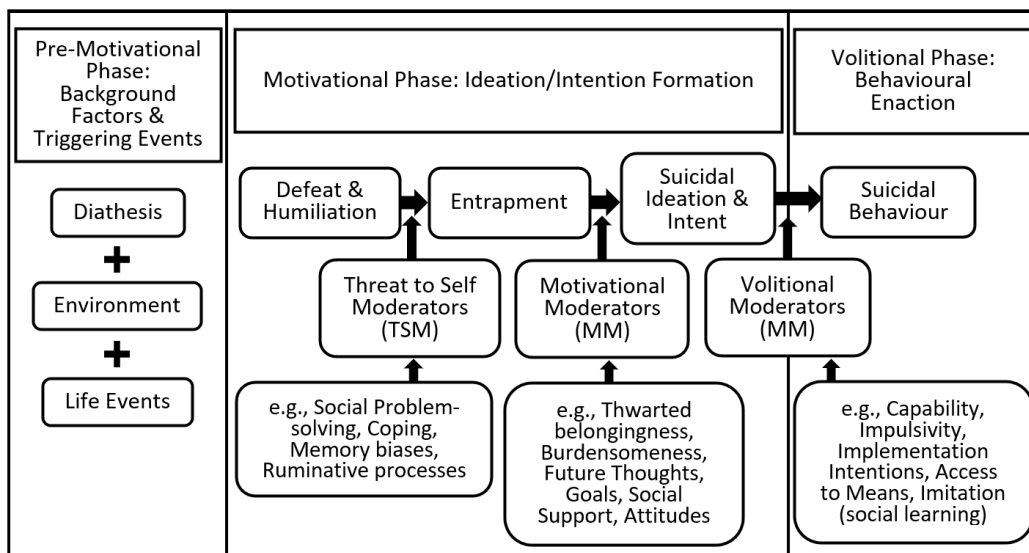 Pre-Motivational
Phase:
Background
Factors &
Triggering Events
Diathesis
Environment
Life Events
Motivational Phase: Ideation/Intention Formation
Defeat &
Humiliation
Entrapment
Suicidal
Ideation &
Intent
Threat to Self
Moderators
(TSM)
Motivational
Moderators
(MM)
Volitional
Moderators
(MM)
e.g., Social Problem-
solving, Coping,
Memory biases,
Ruminative processes
e.g., Thwarted
belongingness,
Burdensomeness,
Future Thoughts,
Goals, Social
Support, Attitudes
Volitional Phase:
Behavioural
Enaction
Suicidal
Behaviour
e.g., Capability,
Impulsivity,
Implementation
Intentions, Access
to Means, Imitation
(social learning)